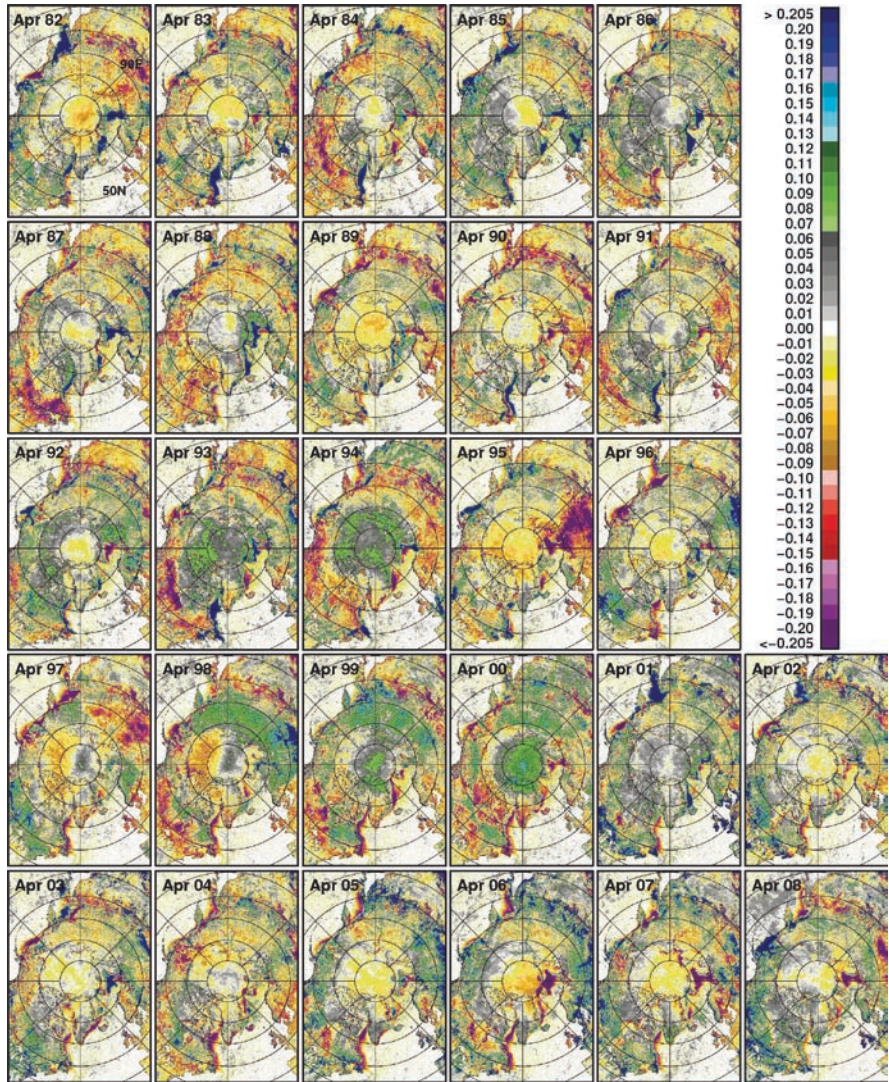 Apr 82
90E
50N
Apr 83
Apr 84
Apr 85
Apr 86
Apr 87
Apr 88
Apr 89
Apr 90
Apr 91
Apr 92
Apr 93
Apr 94
Apr 95
Apr 96
Apr 97
Apr 98
Apr 99
Apr 00
Apr 01
Apr 02
Apr 03
Apr 04
Apr 05
Apr 06
Apr 07
Apr 08
> 0.205
0.20
0.19
0.17
0.16
0.15
0.14
0.13
0.12
0.11
0.10
0.09
0.08
0.07
0.06
0.05
0.04
0.03
0.02
0.01
0.00
−0.01
−0.02
−0.03
−0.04
−0.05
−0.06
−0.07
−0.08
−0.09
−0.10
−0.11
−0.12
−0.13
−0.14
−0.15
−0.16
−0.17
−0.18
−0.19
−0.20
<−0.205